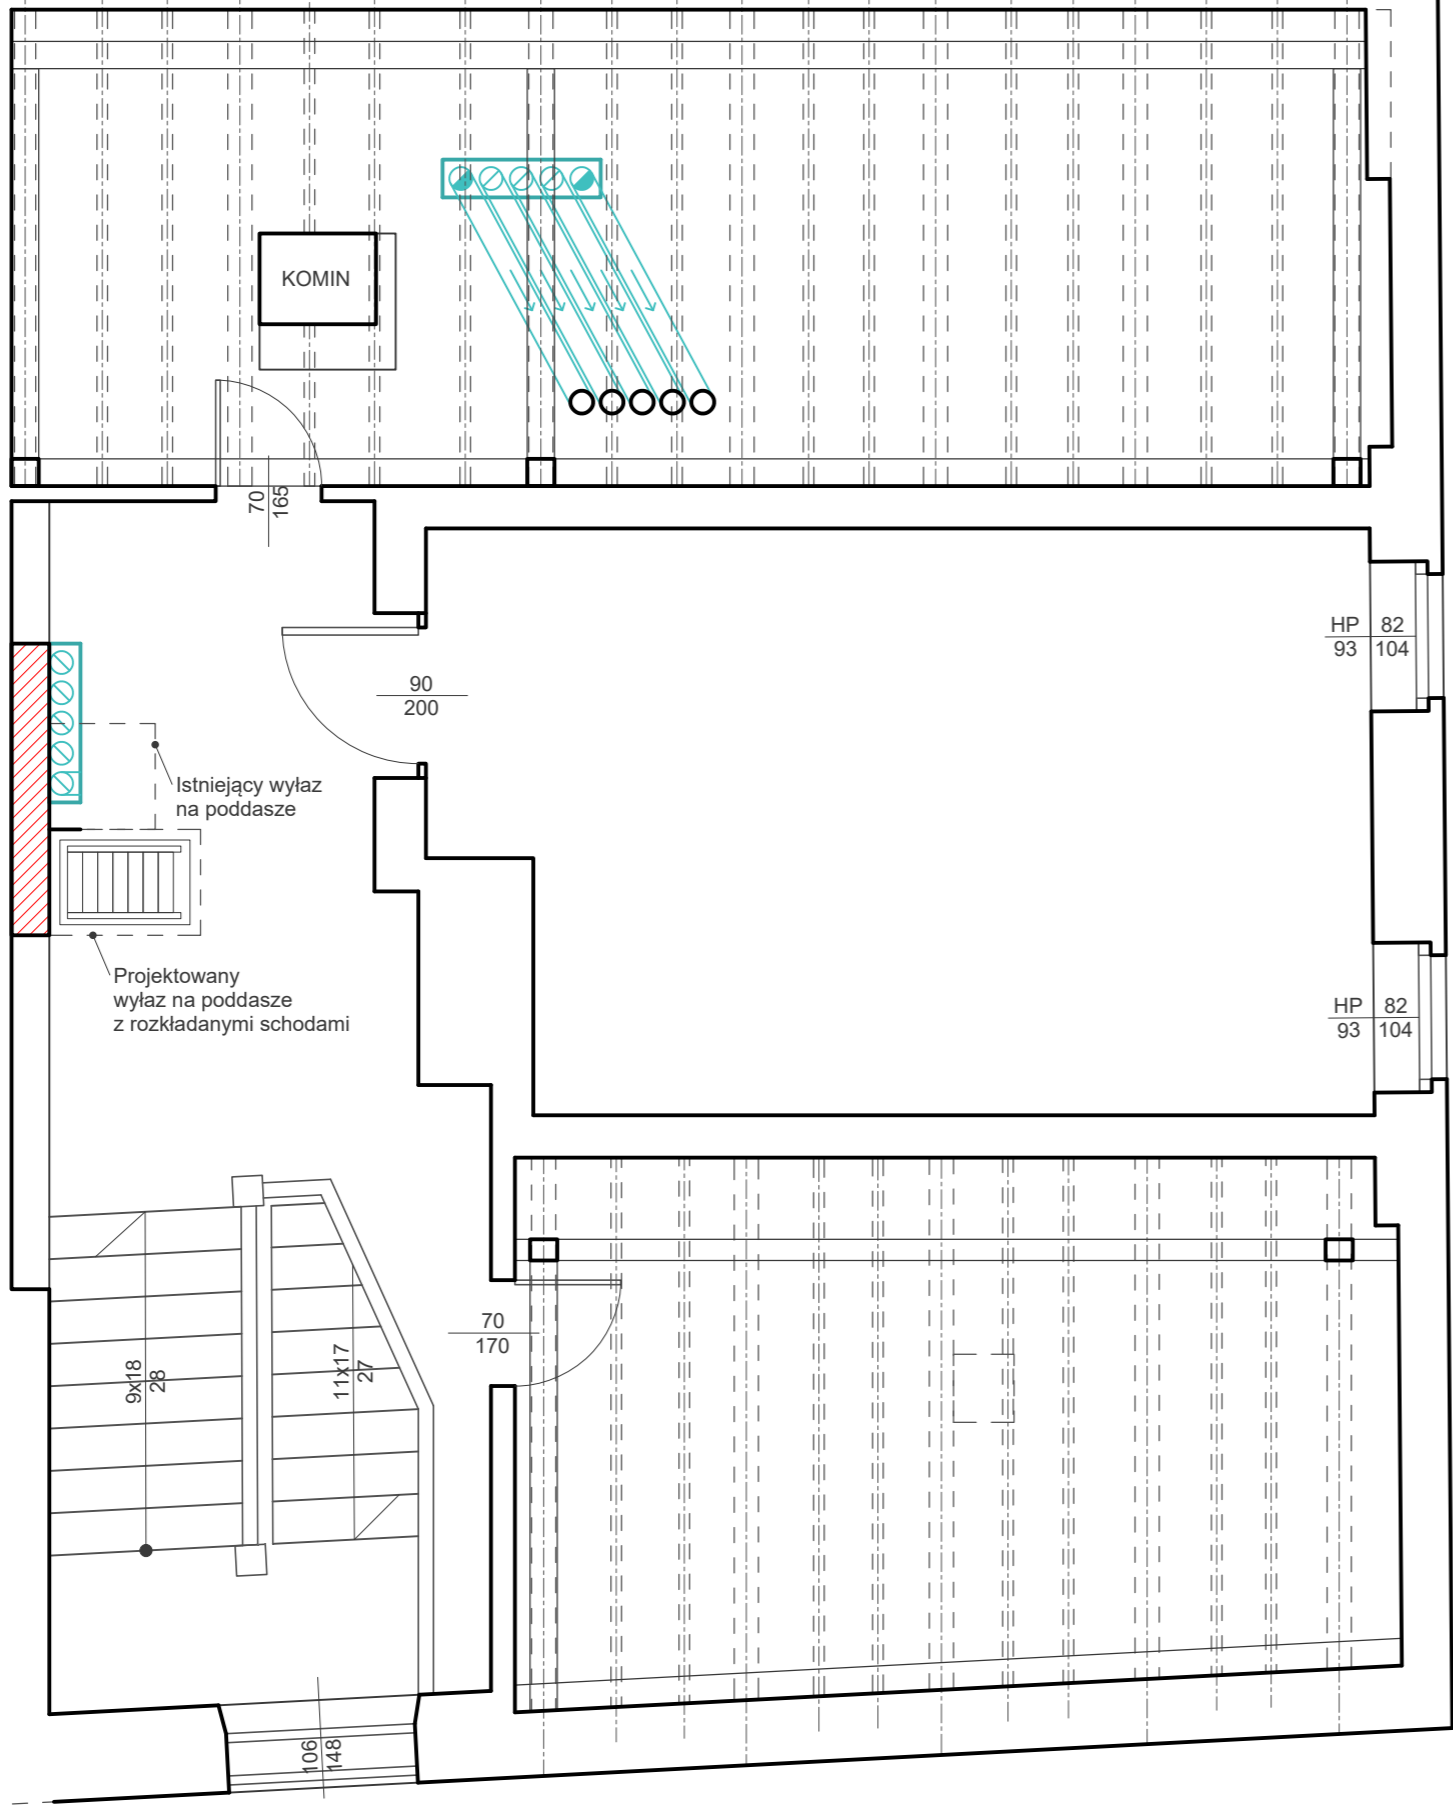 KOMIN
70
165
HP 82
93 104
90
200
Istniejący wyłaz
na poddasze
Projektowany
wyłaz na poddasze
z rozkładanymi schodami
HP 82
93 104
70
170
9x18
28
11x17
27
106
148